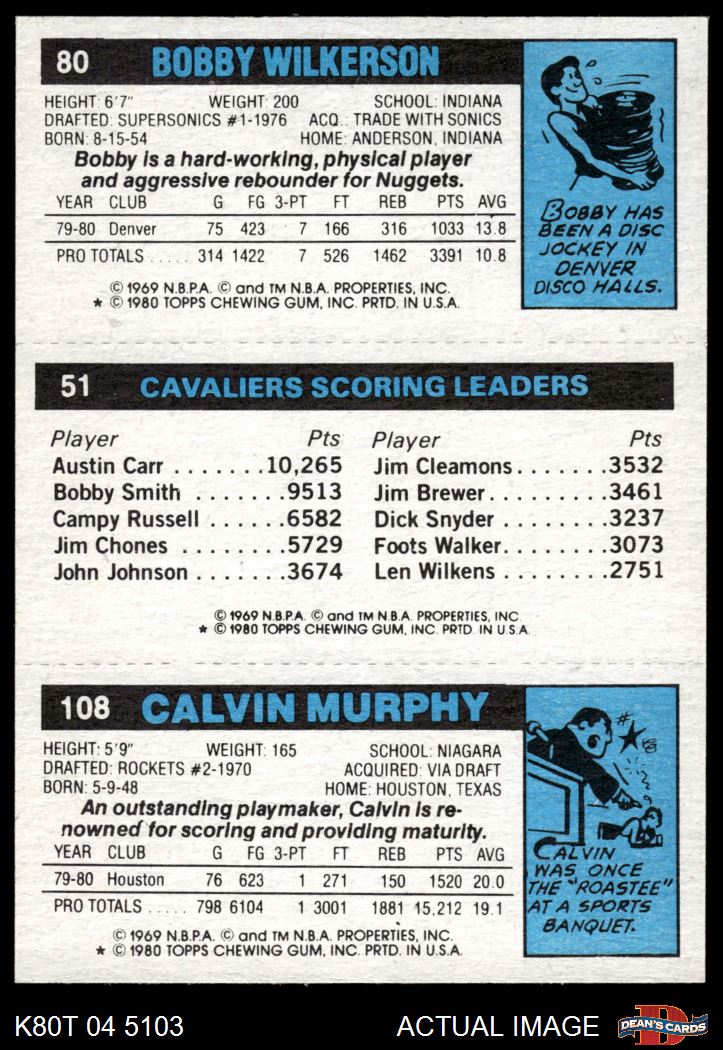 80 BOBBY WILKERSON
HEIGHT: 6'7" WEIGHT: 200 SCHOOL: INDIANA
DRAFTED: SUPERSONICS #1-1976 ACQ.: TRADE WITH SONICS
BORN: 8-15-54 HOME: ANDERSON, INDIANA
Bobby is a hard-working, physical player
and aggressive rebounder for Nuggets.
YEAR CLUB G FG 3-PT FT REB PTS AVG
79-80 Denver 75 423 7 166 316 1033 13.8
PRO TOTALS ..... 314 1422 7 526 1462 3391 10.8
© 1969 N.B.P.A. © and TM N.B.A. PROPERTIES, INC.
* © 1980 TOPPS CHEWING GUM, INC. PRTD. IN U.S.A.
BOBBY HAS
BEEN A DISC
JOCKEY IN
DENVER
DISCO HALLS.
51 CAVALIERS SCORING LEADERS
Player Pts Player Pts
Austin Carr .......10,265 Jim Cleamons.......3532
Bobby Smith .......9513 Jim Brewer.........3461
Campy Russell ......6582 Dick Snyder ........3237
Jim Chones ........5729 Foots Walker........3073
John Johnson .......3674 Len Wilkens ........2751
© 1969 N.B.P.A. © and TM N.B.A. PROPERTIES, INC.
* © 1980 TOPPS CHEWING GUM, INC. PRTD. IN U.S.A.
108 CALVIN MURPHY
HEIGHT: 5'9" WEIGHT: 165 SCHOOL: NIAGARA
DRAFTED: ROCKETS #2-1970 ACQUIRED: VIA DRAFT
BORN: 5-9-48 HOME: HOUSTON, TEXAS
An outstanding playmaker, Calvin is re-
nowned for scoring and providing maturity.
YEAR CLUB G FG 3-PT FT REB PTS AVG
79-80 Houston 76 623 1 271 150 1520 20.0
PRO TOTALS ..... 798 6104 1 3001 1881 15,212 19.1
© 1969 N.B.P.A. © and TM N.B.A. PROPERTIES, INC.
* © 1980 TOPPS CHEWING GUM, INC. PRTD. IN U.S.A.
CALVIN
WAS ONCE
THE "ROASTEE"
AT A SPORTS
BANQUET.
K80T 04 5103 ACTUAL IMAGE DEAN'S CARDS